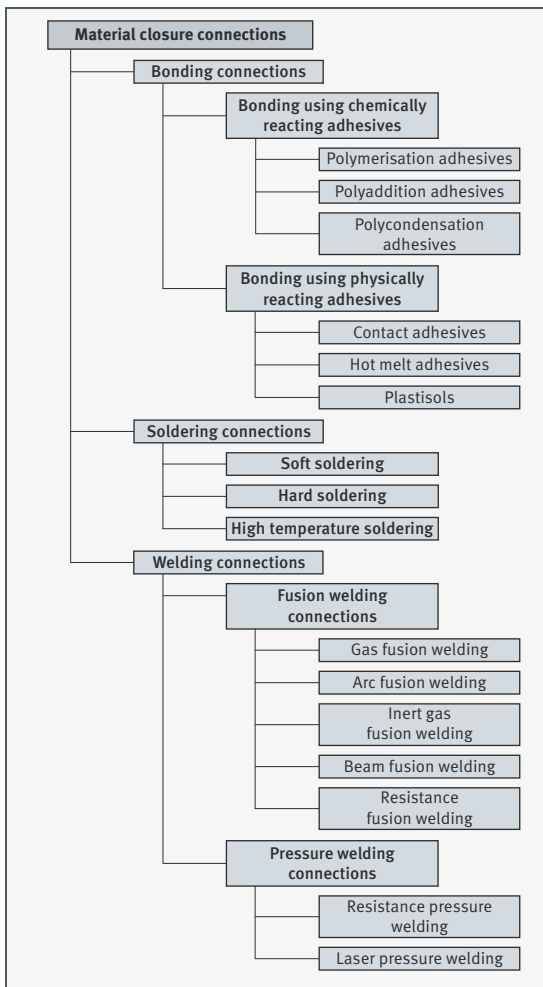 Material closure connections
Bonding connections
Bonding using chemically
reacting adhesives
Polymerisation adhesives
Polyaddition adhesives
Polycondensation
adhesives
Bonding using physically
reacting adhesives
Contact adhesives
Hot melt adhesives
Plastisols
Soldering connections
Soft soldering
Hard soldering
High temperature soldering
Welding connections
Fusion welding
connections
Gas fusion welding
Arc fusion welding
Inert gas
fusion welding
Beam fusion welding
Resistance
fusion welding
Pressure welding
connections
Resistance pressure
welding
Laser pressure welding